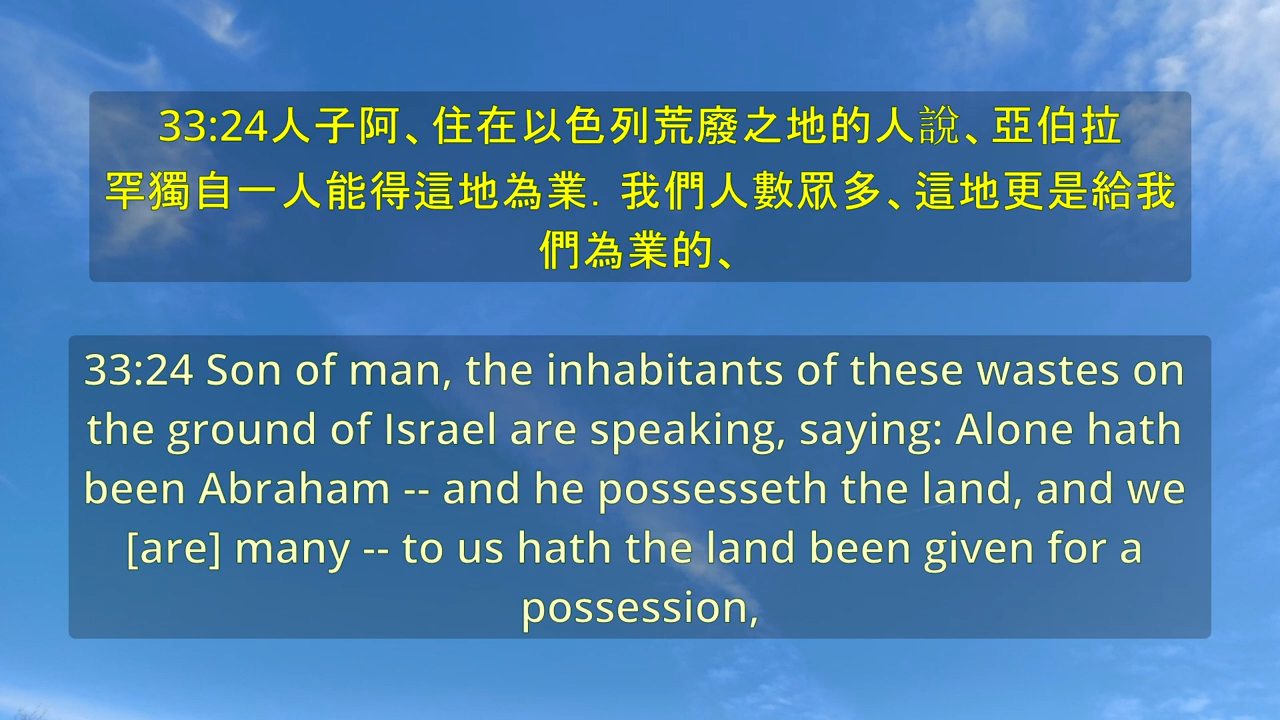 33:24人子阿、住在以色列荒廢之地的人說、亞伯拉
罕獨自一人能得這地為業．我們人數眾多、這地更是給我
們為業的、
33:24 Son of man, the inhabitants of these wastes on
the ground of Israel are speaking, saying: Alone hath
been Abraham -- and he possesseth the land, and we
[are] many -- to us hath the land been given for a
possession,